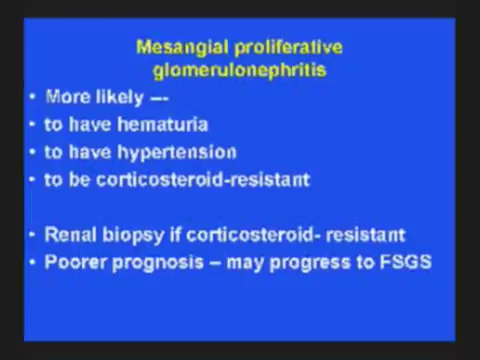 Mesangial proliferative
glomerulonephritis
• More likely ---
• to have hematuria
• to have hypertension
• to be corticosteroid-resistant
• Renal biopsy if corticosteroid- resistant
• Poorer prognosis – may progress to FSGS